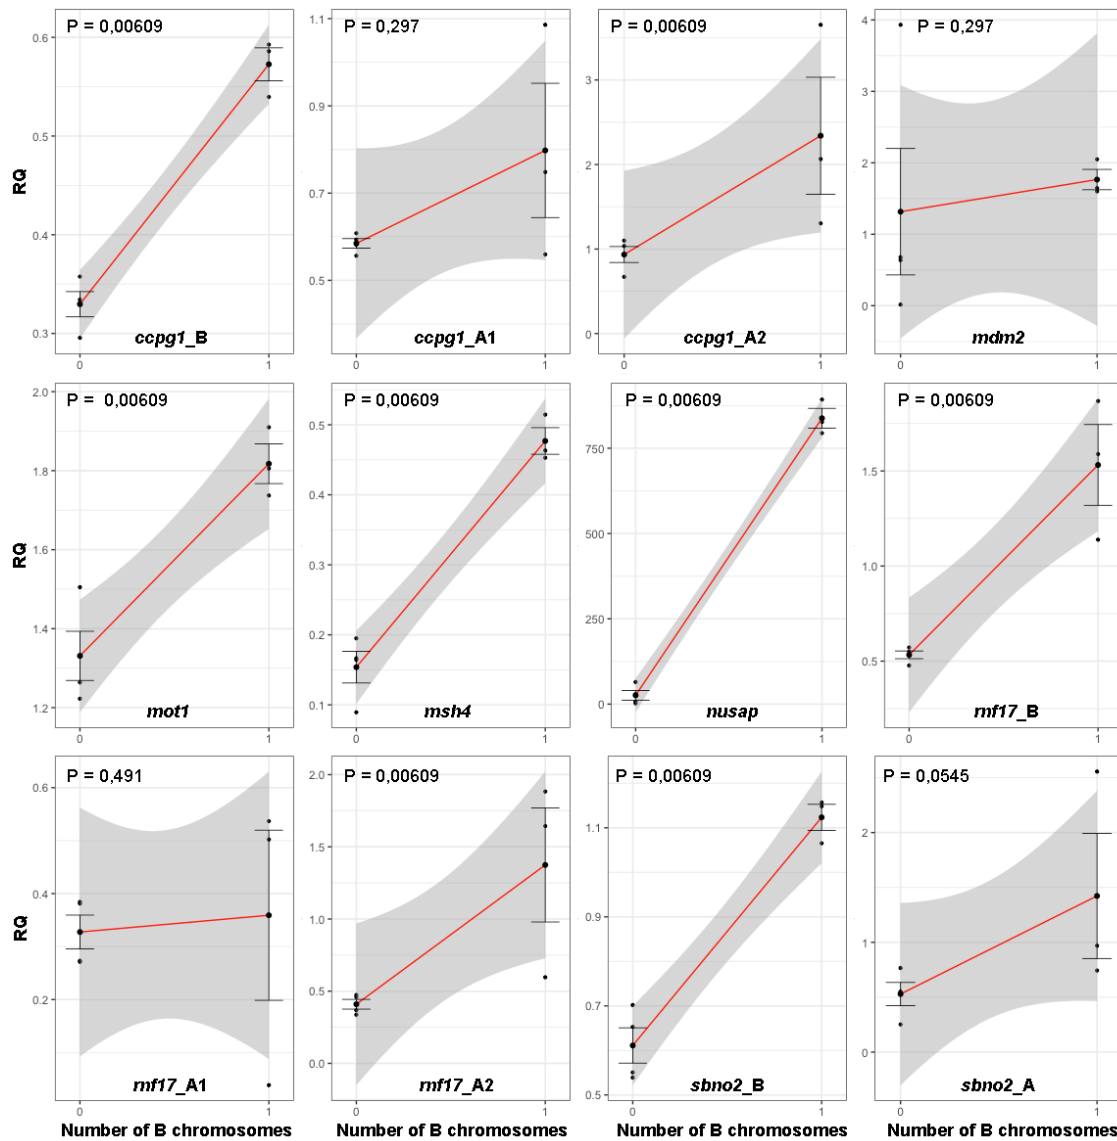 P = 0,00609
P = 0,297
P = 0,00609
P = 0,297
RQ
0.6
0.5
0.4
0.3
1.1
0.9
0.7
0.5
3
2
1
0
4
3
2
1
0
ccpg1_B
ccpg1_A1
ccpg1_A2
mdm2
0 1
0 1
0 1
0 1
P = 0,00609
P = 0,00609
P = 0,00609
P = 0,00609
RQ
2.0
1.8
1.6
1.4
1.2
0.5
0.4
0.3
0.2
0.1
750
500
250
0
1.5
1.0
0.5
mot1
msh4
nusap
rnf17_B
0 1
0 1
0 1
0 1
P = 0,491
P = 0,00609
P = 0,00609
P = 0,0545
RQ
0.6
0.4
0.2
2.0
1.5
1.0
0.5
0.0
1.1
0.9
0.7
0.5
2
1
0
rnf17_A1
rnf17_A2
sbno2_B
sbno2_A
0 1
0 1
0 1
0 1
Number of B chromosomes
Number of B chromosomes
Number of B chromosomes
Number of B chromosomes